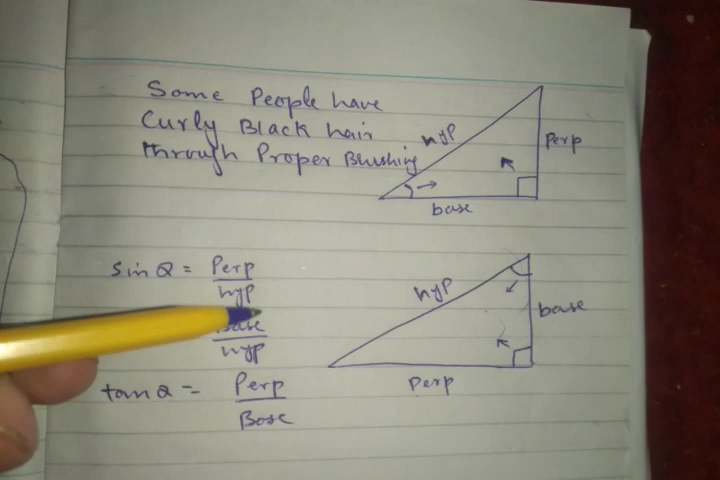 Some People have
Curly Black hair
through Proper Brushing
hyp
Perp
base
sin Q = Perp
hyp
Base
hyp
tan Q = Perp
Base
hyp
base
Perp